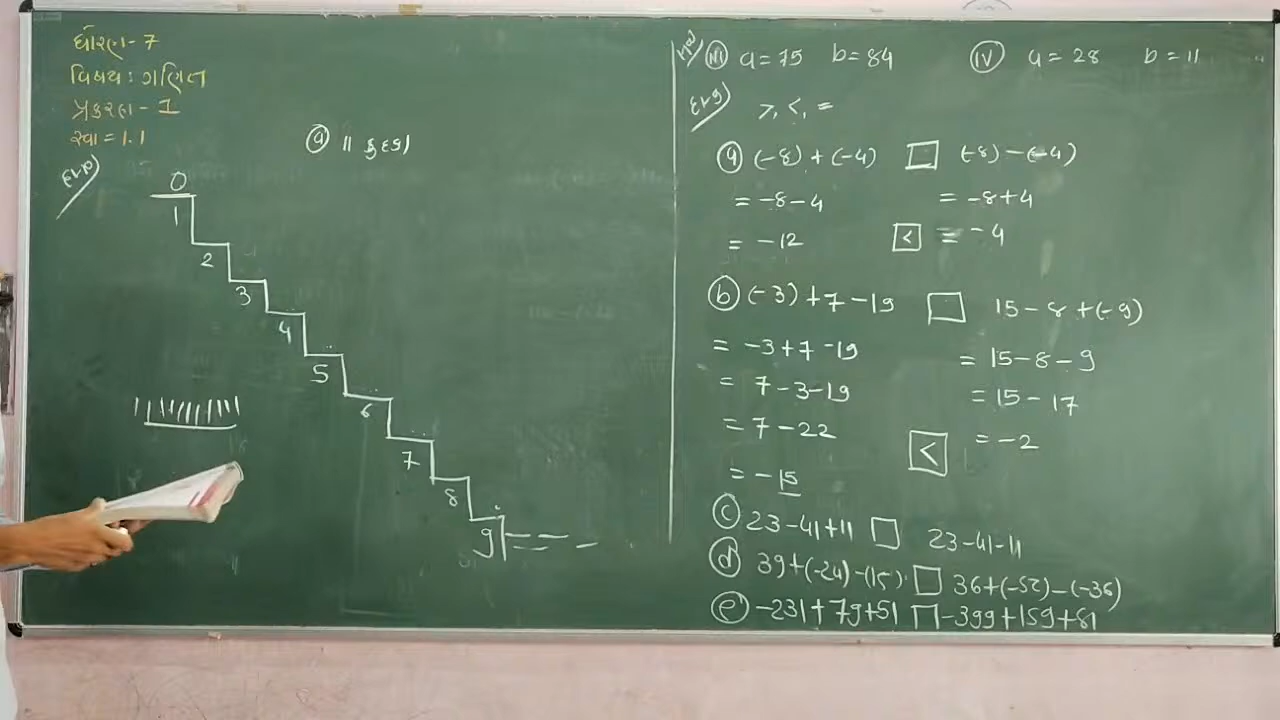 ધોરણ - 7
વિષય : ગણિત
પ્રકરણ - 1
સ્વા = 1.1
ⓐ 11 કુદકા
0
1
2
3
4
5
6
7
8
9
(iii) a = 75 b = 84 (iv) a = 28 b = 11
>, <, =
(-8) + (-4) □ (-8) - (-4)
= -8 - 4 = -8+4
= -12 < = -4
ⓑ (-3) + 7 - 19 □ 15 - 8 + (-9)
= -3+7 -19 = 15-8-9
= 7-3-19 = 15 - 17
= 7 - 22 < = -2
= -15
ⓒ 23-41+11 □ 23-41-11
ⓓ 39+(-24)-(15) □ 36+(-52)-(-36)
ⓔ -231+79+51 □ -399+159+81